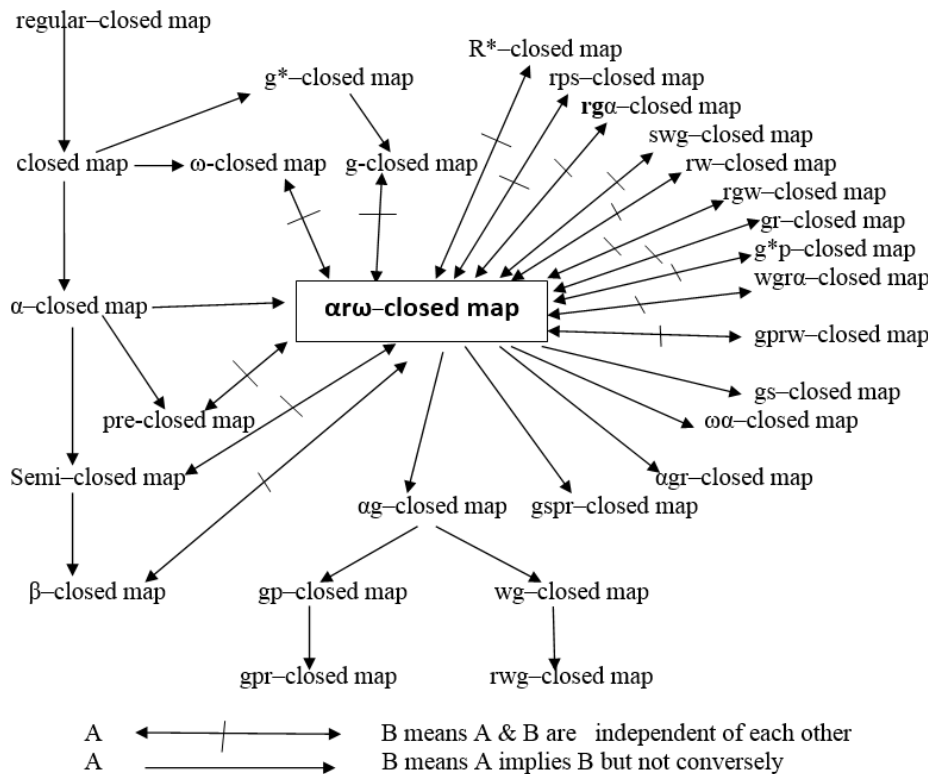 regular–closed map
R*–closed map
g*–closed map
rps–closed map
rgα–closed map
swg–closed map
closed map
ω-closed map
g-closed map
rw–closed map
rgw–closed map
gr–closed map
g*p–closed map
wgrα–closed map
α–closed map
αrω–closed map
gprw–closed map
gs–closed map
pre-closed map
ωα–closed map
Semi–closed map
αgr–closed map
αg–closed map
gspr–closed map
β–closed map
gp–closed map
wg–closed map
gpr–closed map
rwg–closed map
A B means A & B are independent of each other
A B means A implies B but not conversely